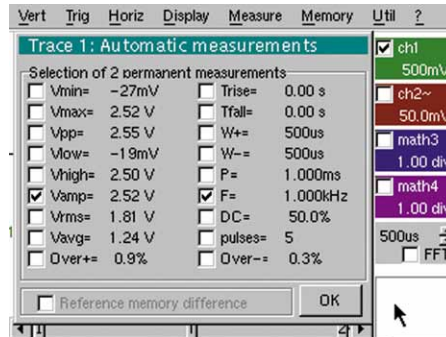 Vert Trig Horiz Display Measure Memory Util ?
Trace 1: Automatic measurements
Selection of 2 permanent measurements
Vmin= -27mV Trise= 0.00 s
Vmax= 2.52 V Tfall= 0.00 s
Vpp= 2.55 V W+= 500us
Vlow= -19mV W-= 500us
Vhigh= 2.50 V P= 1.000ms
Vamp= 2.52 V F= 1.000kHz
Vrms= 1.81 V DC= 50.0%
Vavg= 1.24 V pulses= 5
Over+= 0.9% Over-= 0.3%
Reference memory difference OK
ch1
500mV
ch2~
50.0mV
math3
1.00 div
math4
1.00 div
500us
FFT